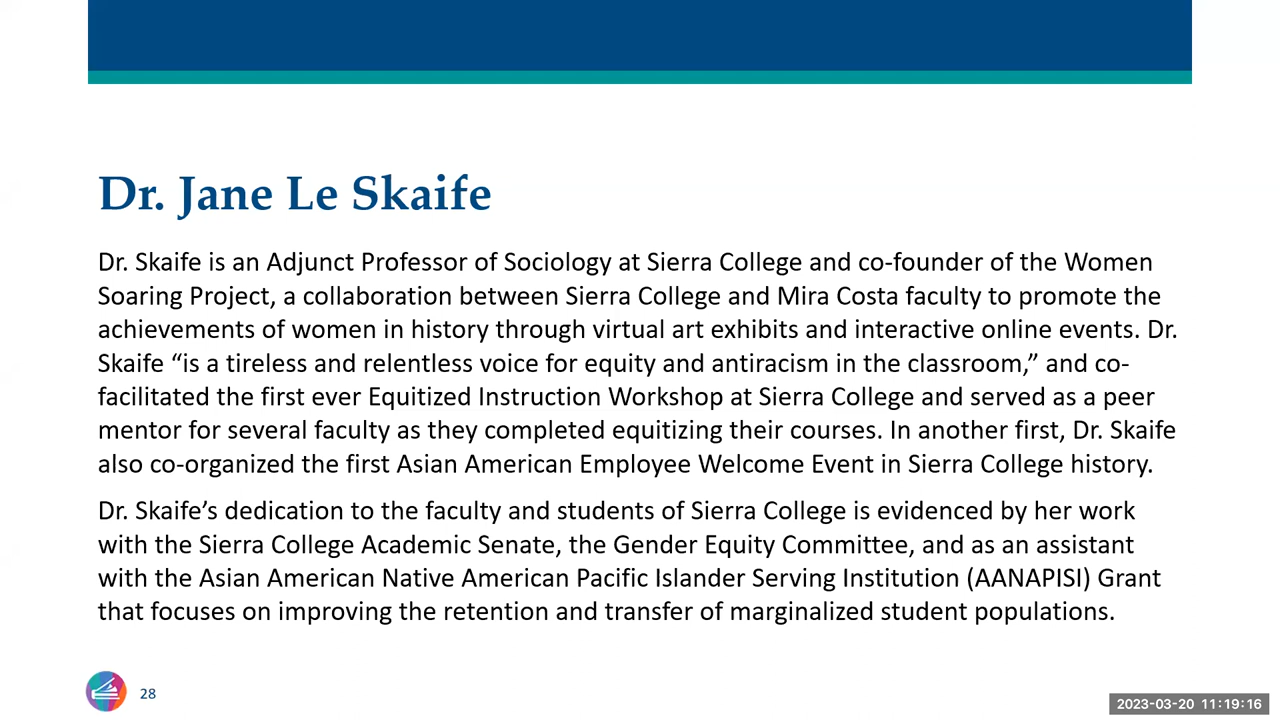 Dr. Jane Le Skaife
Dr. Skaife is an Adjunct Professor of Sociology at Sierra College and co-founder of the Women
Soaring Project, a collaboration between Sierra College and Mira Costa faculty to promote the
achievements of women in history through virtual art exhibits and interactive online events. Dr.
Skaife “is a tireless and relentless voice for equity and antiracism in the classroom,” and co-
facilitated the first ever Equitized Instruction Workshop at Sierra College and served as a peer
mentor for several faculty as they completed equitizing their courses. In another first, Dr. Skaife
also co-organized the first Asian American Employee Welcome Event in Sierra College history.
Dr. Skaife’s dedication to the faculty and students of Sierra College is evidenced by her work
with the Sierra College Academic Senate, the Gender Equity Committee, and as an assistant
with the Asian American Native American Pacific Islander Serving Institution (AANAPISI) Grant
that focuses on improving the retention and transfer of marginalized student populations.
28
2023-03-20 11:19:16